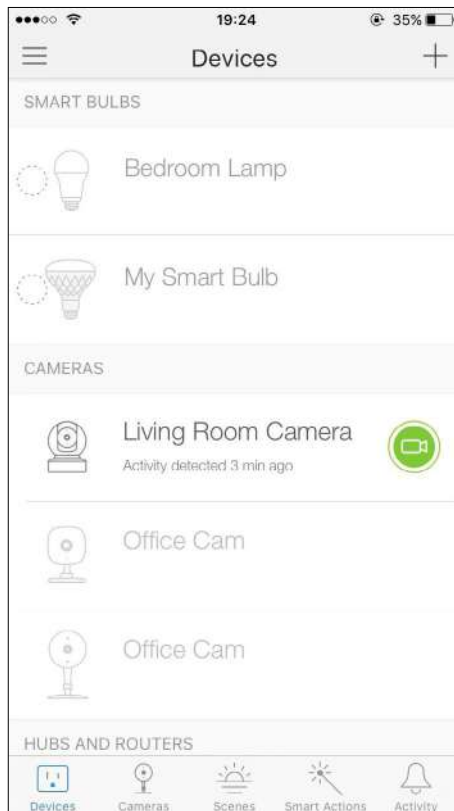 19:24
35%
Devices
SMART BULBS
Bedroom Lamp
My Smart Bulb
CAMERAS
Living Room Camera
Activity detected 3 min ago
Office Cam
Office Cam
HUBS AND ROUTERS
Devices Cameras Scenes Smart Actions Activity